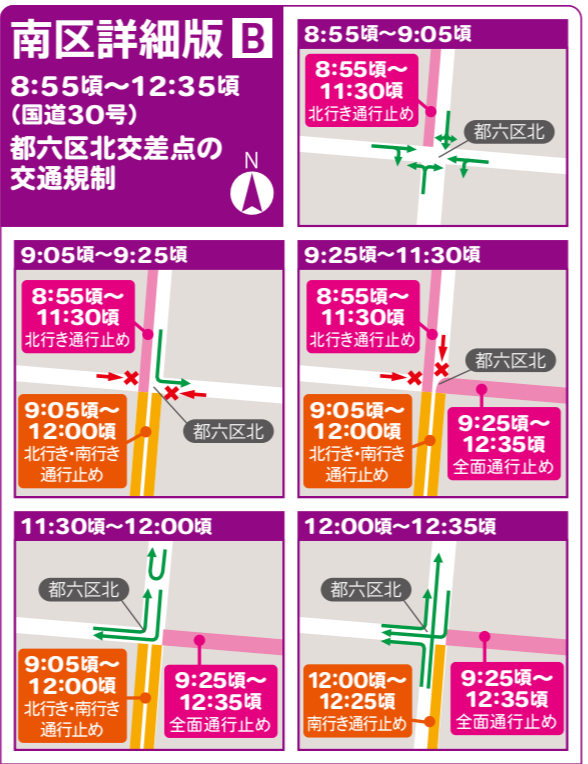 南区詳細版 B
8:55頃〜12:35頃
（国道30号）
都六区北交差点の
交通規制
N
8:55頃〜9:05頃
8:55頃〜
11:30頃
北行き通行止め
都六区北
9:05頃〜9:25頃
8:55頃〜
11:30頃
北行き通行止め
9:05頃〜
12:00頃
北行き・南行き
通行止め
都六区北
9:25頃〜11:30頃
8:55頃〜
11:30頃
北行き通行止め
都六区北
9:05頃〜
12:00頃
北行き・南行き
通行止め
9:25頃〜
12:35頃
全面通行止め
11:30頃〜12:00頃
都六区北
9:05頃〜
12:00頃
北行き・南行き
通行止め
9:25頃〜
12:35頃
全面通行止め
12:00頃〜12:35頃
都六区北
12:00頃〜
12:25頃
南行き通行止め
9:25頃〜
12:35頃
全面通行止め